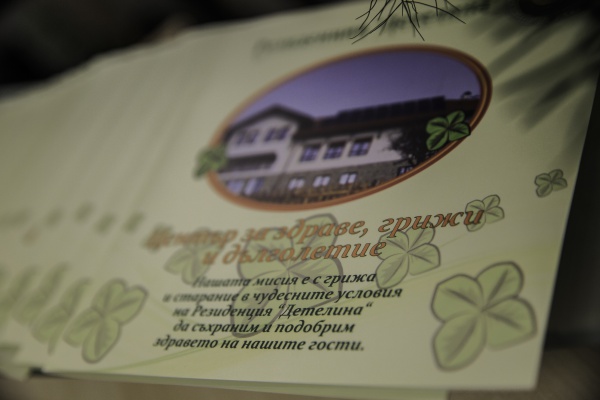 Център за здраве, грижи
и дълголетие
Нашата мисия е с грижа
и старание в чудесните условия
на Резиденция "Детелина"
да съхраним и подобрим
здравето на нашите гости.